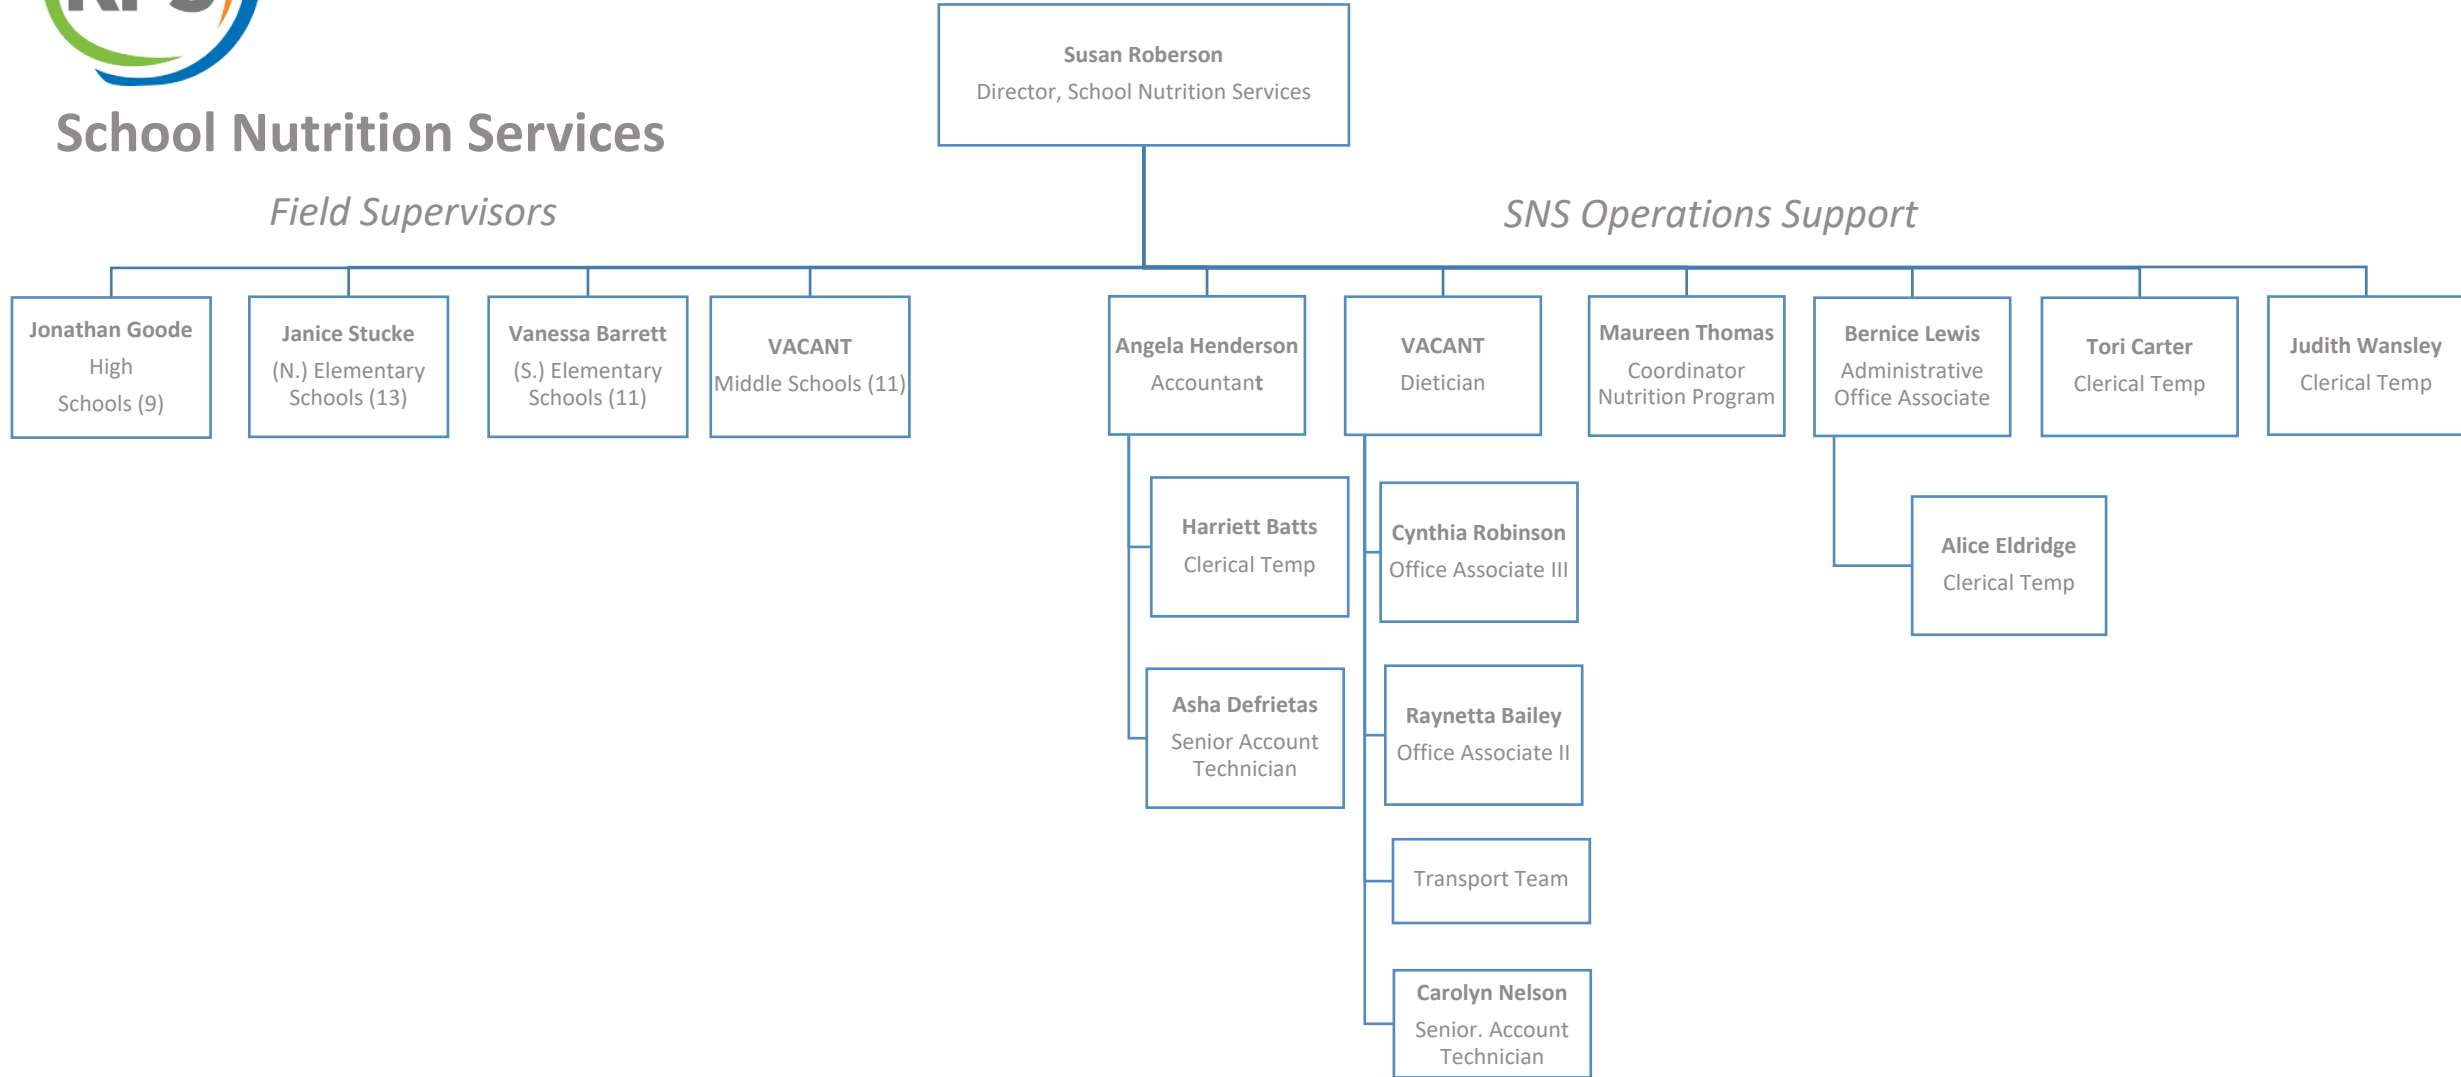 RPS
School Nutrition Services
Susan Roberson
Director, School Nutrition Services
Field Supervisors
SNS Operations Support
Jonathan Goode
High
Schools (9)
Janice Stucke
(N.) Elementary
Schools (13)
Vanessa Barrett
(S.) Elementary
Schools (11)
VACANT
Middle Schools (11)
Angela Henderson
Accountant
VACANT
Dietician
Maureen Thomas
Coordinator
Nutrition Program
Bernice Lewis
Administrative
Office Associate
Tori Carter
Clerical Temp
Judith Wansley
Clerical Temp
Harriett Batts
Clerical Temp
Cynthia Robinson
Office Associate III
Alice Eldridge
Clerical Temp
Asha Defrietas
Senior Account
Technician
Raynetta Bailey
Office Associate II
Transport Team
Carolyn Nelson
Senior. Account
Technician